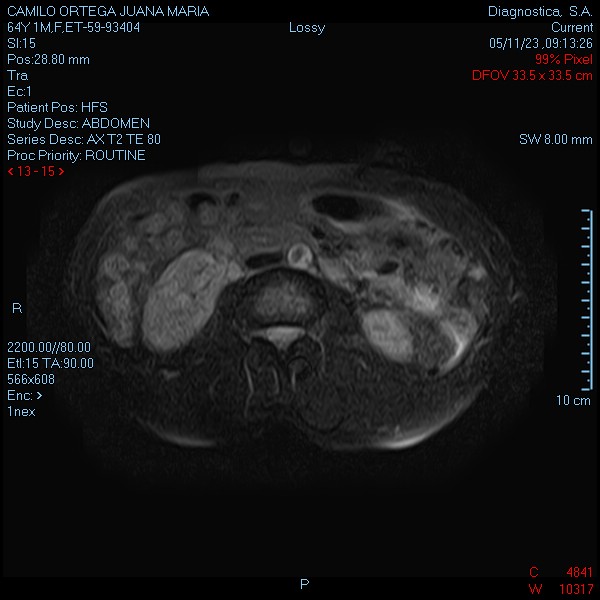 CAMILO ORTEGA JUANA MARIA
64Y 1M,F,ET-59-93404
Sl:15
Pos:28.80 mm
Tra
Ec:1
Patient Pos: HFS
Study Desc: ABDOMEN
Series Desc: AX T2 TE 80
Proc Priority: ROUTINE
< 13 - 15 >
Lossy
Diagnostica, S.A.
Current
05/11/23 ,09:13:26
99% Pixel
DFOV 33.5 x 33.5 cm
SW 8.00 mm
R
2200.00//80.00
Etl:15 TA:90.00
566x608
Enc: >
1nex
10 cm
P
C 4841
W 10317